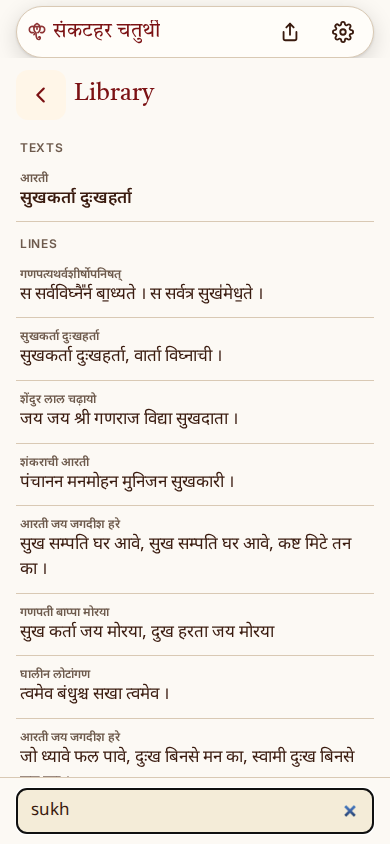 संकटहर चतुर्थी
Library
TEXTS
आरती
सुखकर्ता दुःखहर्ता
LINES
गणपत्यथर्वशीर्षोपनिषत्
स सर्वविघ्नै᳚र्न बा॒ध्यते । स सर्वत्र सुख॑मेध॒ते ।
सुखकर्ता दुःखहर्ता
सुखकर्ता दुःखहर्ता, वार्ता विघ्नाची ।
शेंदुर लाल चढ़ायो
जय जय श्री गणराज विद्या सुखदाता ।
शंकराची आरती
पंचानन मनमोहन मुनिजन सुखकारी ।
आरती जय जगदीश हरे
सुख सम्पति घर आवे, सुख सम्पति घर आवे, कष्ट मिटे तन
का ।
गणपती बाप्पा मोरया
सुख कर्ता जय मोरया, दुख हरता जय मोरया
घालीन लोटांगण
त्वमेव बंधुश्च सखा त्वमेव ।
आरती जय जगदीश हरे
जो ध्यावे फल पावे, दुःख बिनसे मन का, स्वामी दुःख बिनसे
sukh